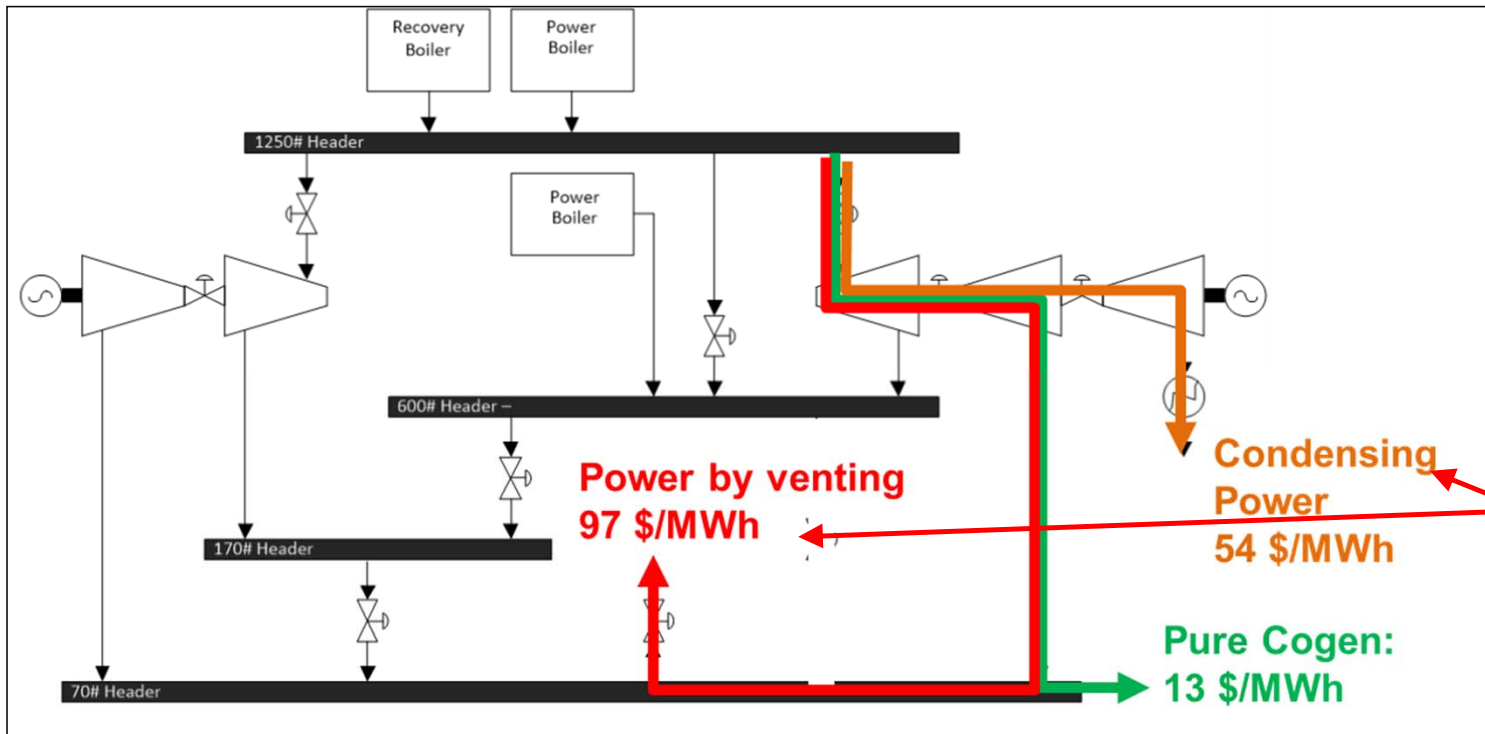 Recovery
Boiler
Power
Boiler
1250# Header
Power
Boiler
600# Header –
Power by venting
97 $/MWh
Condensing
Power
54 $/MWh
170# Header
Pure Cogen:
13 $/MWh
70# Header